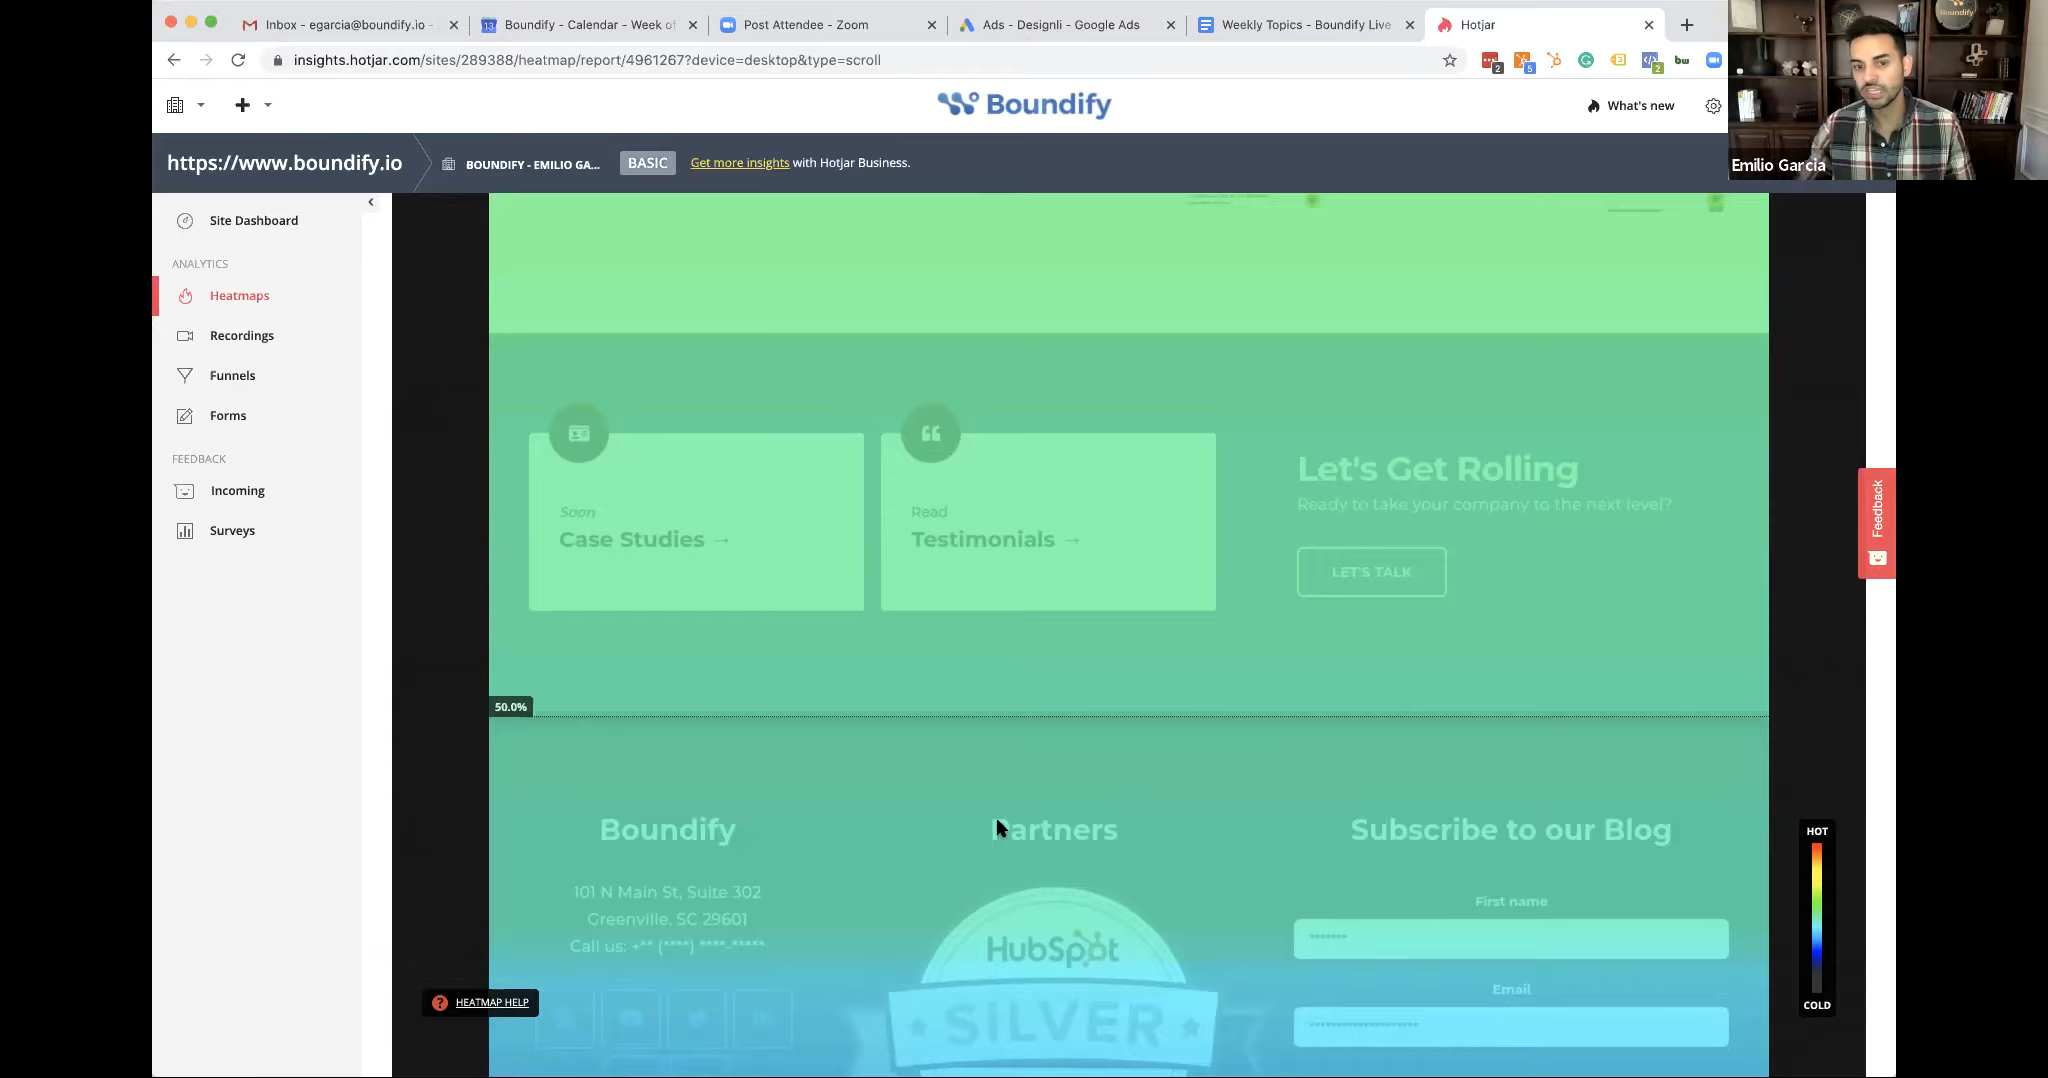 Inbox - egarcia@boundify.io -
Boundify - Calendar - Week of
Post Attendee - Zoom
Ads - Designli - Google Ads
Weekly Topics - Boundify Live
Hotjar
insights.hotjar.com/sites/289388/heatmap/report/4961267?device=desktop&type=scroll
Boundify
What's new
Emilio Garcia
https://www.boundify.io
BOUNDIFY - EMILIO GA...
BASIC
Get more insights with Hotjar Business.
Site Dashboard
ANALYTICS
Heatmaps
Recordings
Funnels
Forms
FEEDBACK
Incoming
Surveys
Soon
Case Studies →
Read
Testimonials →
Let's Get Rolling
Ready to take your company to the next level?
LET'S TALK
Feedback
50.0%
Boundify
101 N Main St, Suite 302
Greenville, SC 29601
Call us: +** (****) ****-*****
Partners
HubSpot
SILVER
Subscribe to our Blog
First name
Email
HEATMAP HELP
HOT
COLD